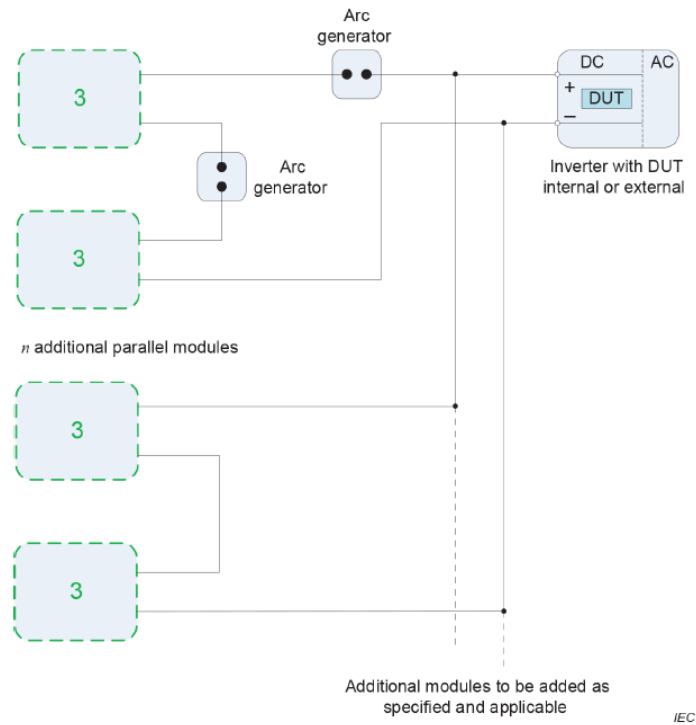 Arc
generator
3
DC
AC
+
DUT
−
Arc
generator
Inverter with DUT
internal or external
3
n additional parallel modules
3
3
Additional modules to be added as
specified and applicable
IEC